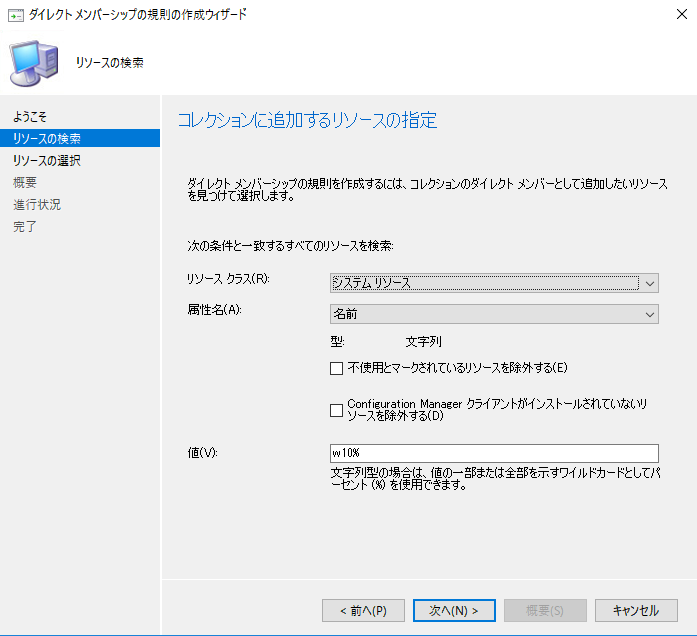 ダイレクト メンバーシップの規則の作成ウィザード
リソースの検索
ようこそ
リソースの検索
リソースの選択
概要
進行状況
完了
コレクションに追加するリソースの指定
ダイレクト メンバーシップの規則を作成するには、コレクションのダイレクト メンバーとして追加したいリソース
を見つけて選択します。
次の条件と一致するすべてのリソースを検索:
リソース クラス(R):
システム リソース
属性名(A):
名前
型: 文字列
不使用とマークされているリソースを除外する(E)
Configuration Manager クライアントがインストールされていないリ
ソースを除外する(D)
値(V):
w10%
文字列型の場合は、値の一部または全部を示すワイルドカードとしてパ
ーセント (%) を使用できます。
< 前へ(P)
次へ(N) >
概要(S)
キャンセル